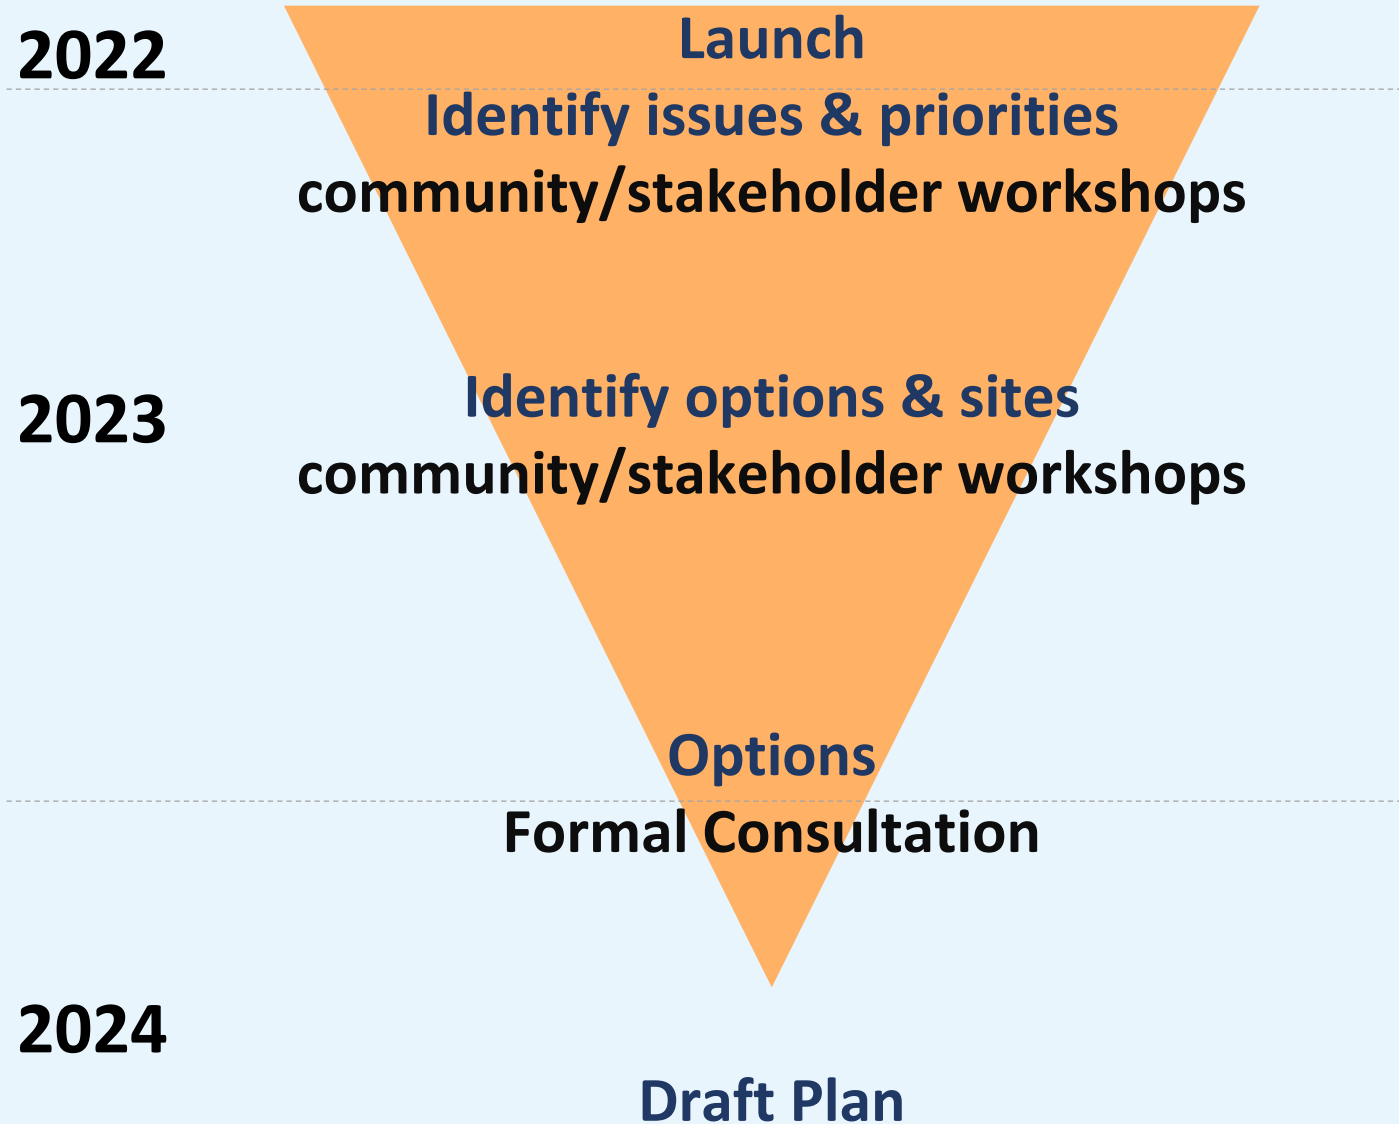 2022
Launch
Identify issues & priorities
community/stakeholder workshops
2023
Identify options & sites
community/stakeholder workshops
Options
Formal Consultation
2024
Draft Plan